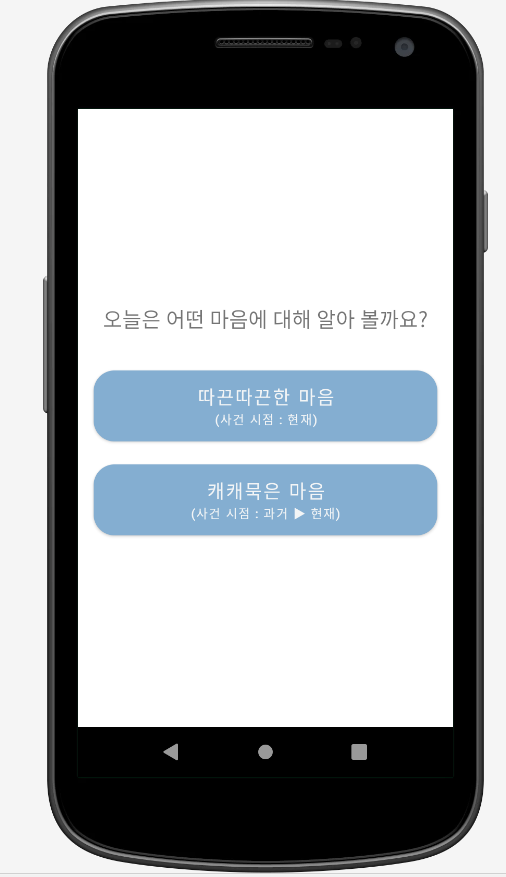 오늘은 어떤 마음에 대해 알아 볼까요?
따끈따끈한 마음
(사건 시점 : 현재)
캐캐묵은 마음
(사건 시점 : 과거 ▶ 현재)